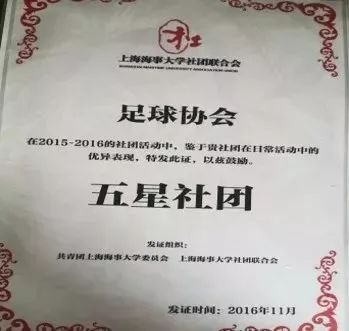 上海海事大学社团联合会
SHANGHAI MARITIME UNIVERSITY ASSOCIATION UNION
足球协会
在2015-2016的社团活动中，鉴于贵社团在日常活动中的
优异表现，特发此证，以兹鼓励。
五星社团
发证组织：
共青团上海海事大学委员会 上海海事大学社团联合会
发证时间：2016年11月